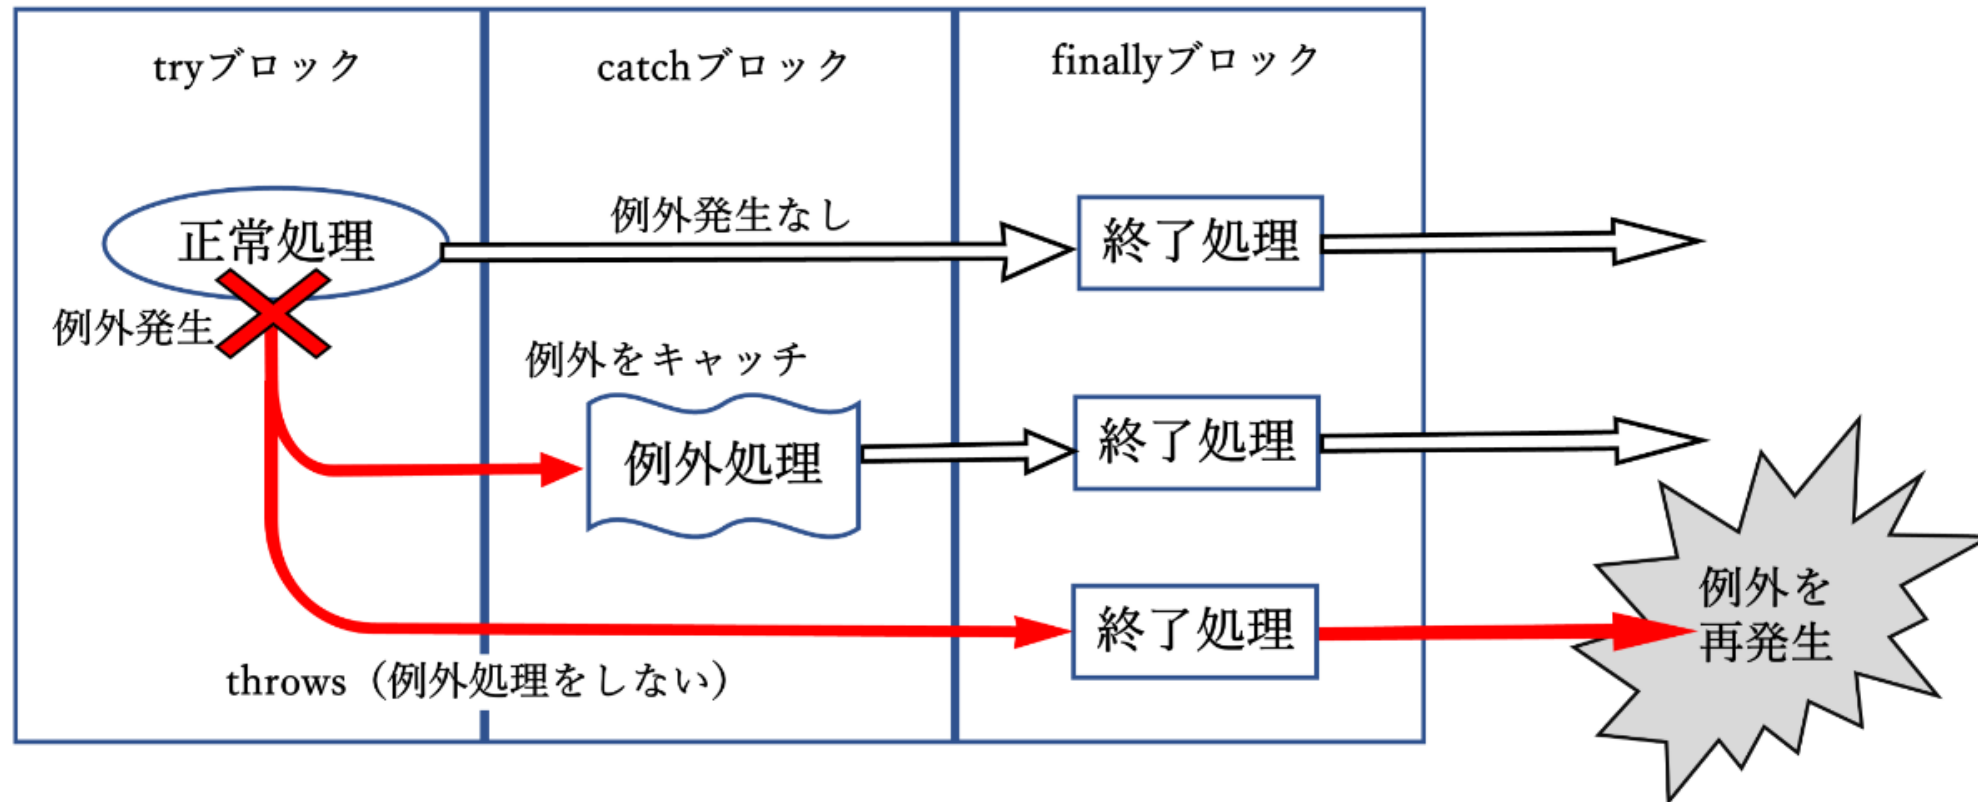 tryブロック
catchブロック
finallyブロック
正常処理
例外発生なし
終了処理
例外発生
例外をキャッチ
例外処理
終了処理
終了処理
例外を
再発生
throws（例外処理をしない）